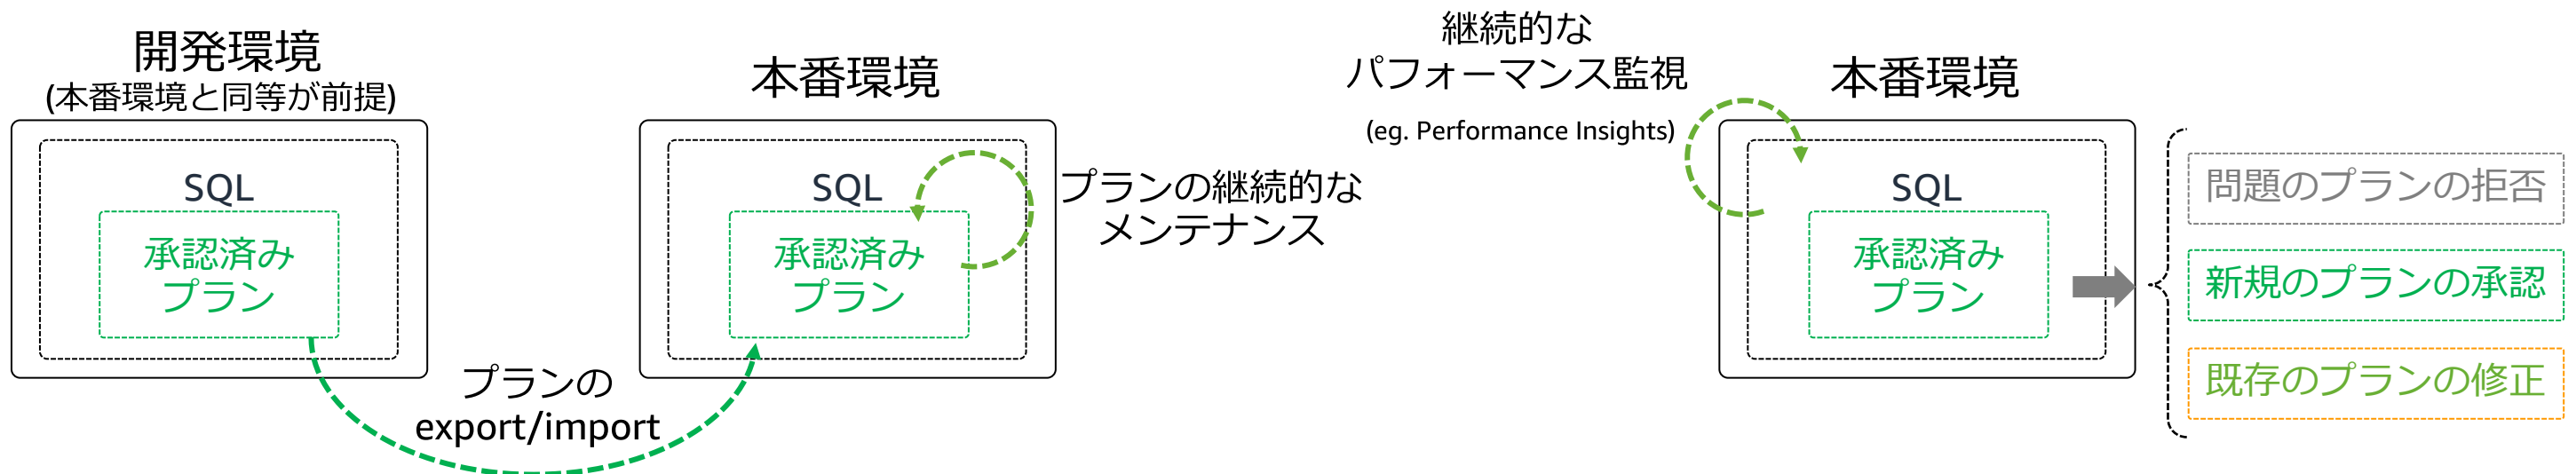 開発環境
(本番環境と同等が前提)
SQL
承認済み
プラン
プランの
export/import
本番環境
SQL
承認済み
プラン
プランの継続的な
メンテナンス
継続的な
パフォーマンス監視
(eg. Performance Insights)
本番環境
SQL
承認済み
プラン
問題のプランの拒否
新規のプランの承認
既存のプランの修正